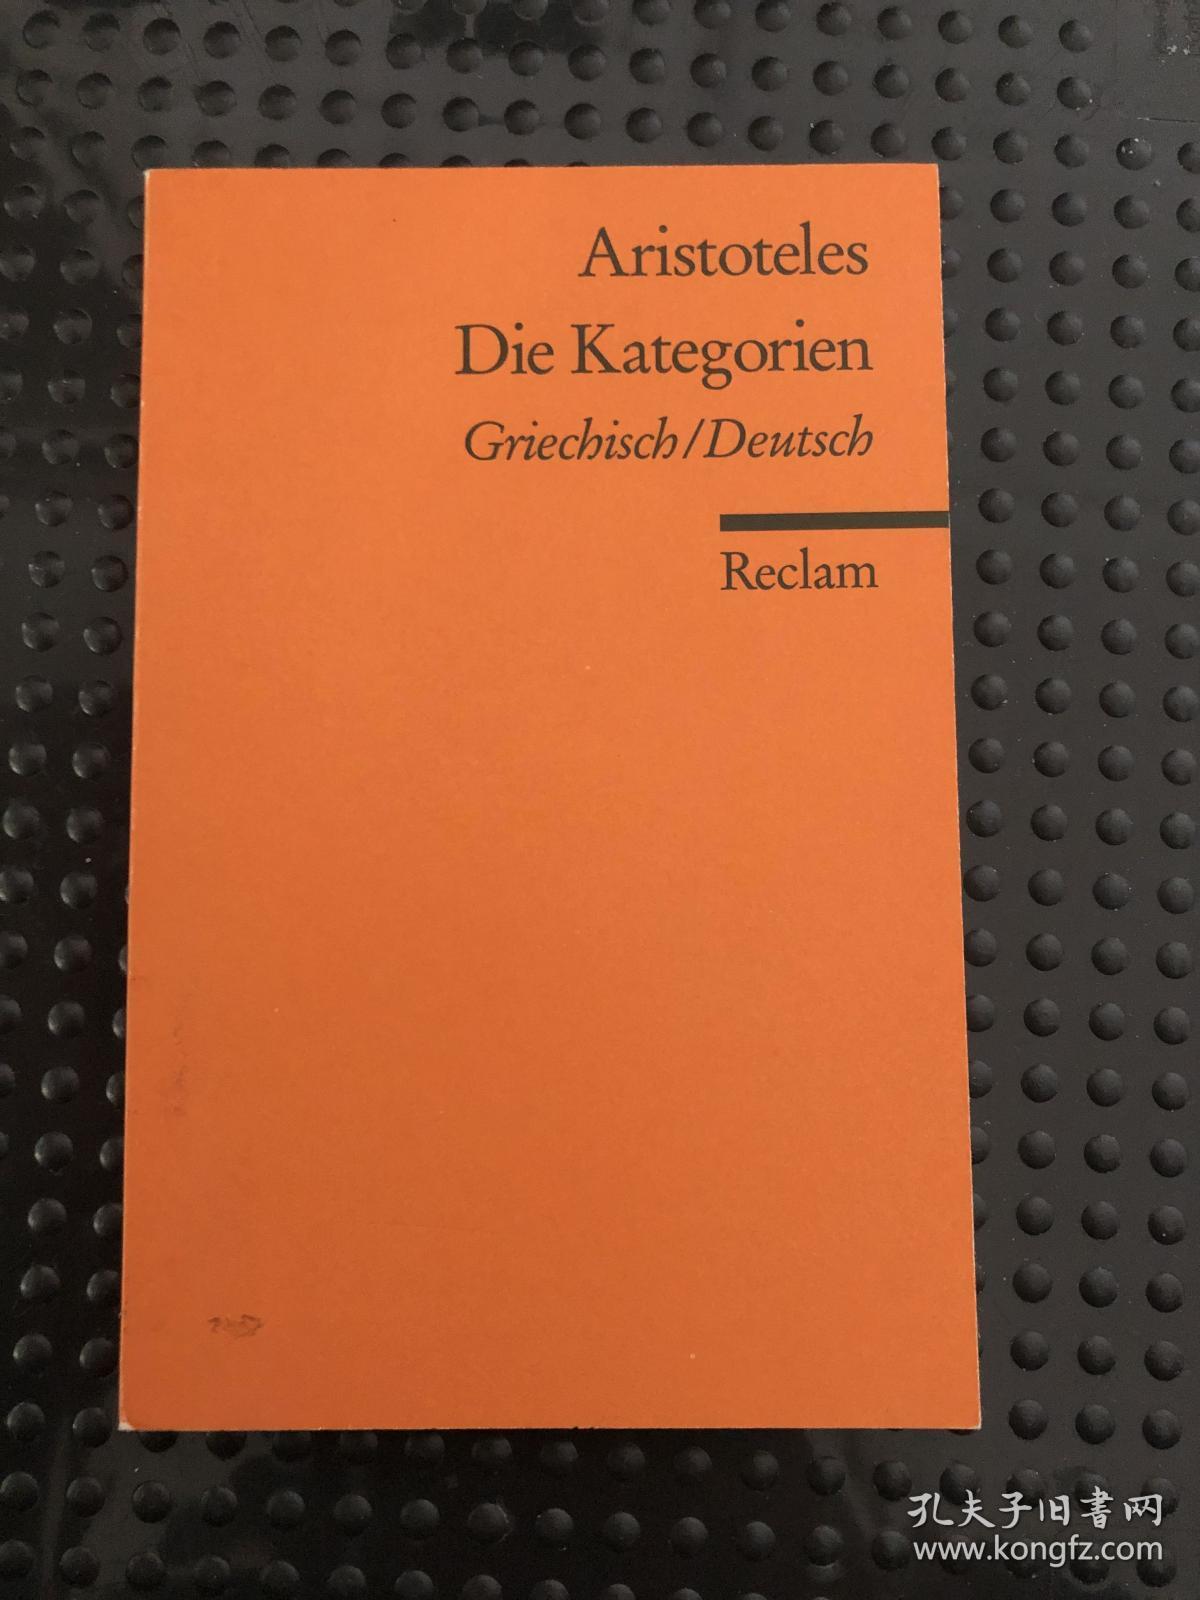 Aristoteles
Die Kategorien
Griechisch/Deutsch
Reclam
孔夫子旧書网
www.kongfz.com